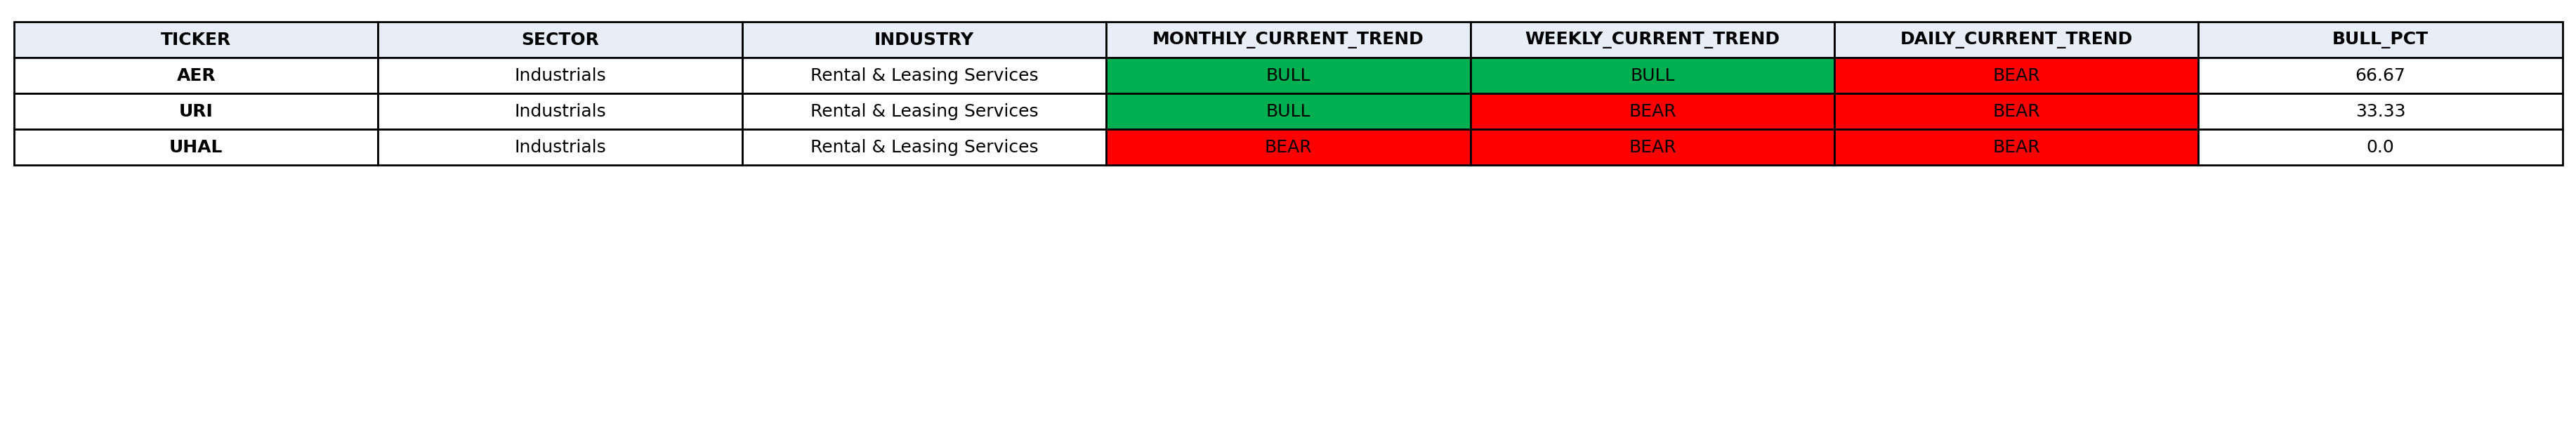 TICKER SECTOR INDUSTRY MONTHLY_CURRENT_TREND WEEKLY_CURRENT_TREND DAILY_CURRENT_TREND BULL_PCT
AER Industrials Rental & Leasing Services BULL BULL BEAR 66.67
URI Industrials Rental & Leasing Services BULL BEAR BEAR 33.33
UHAL Industrials Rental & Leasing Services BEAR BEAR BEAR 0.0